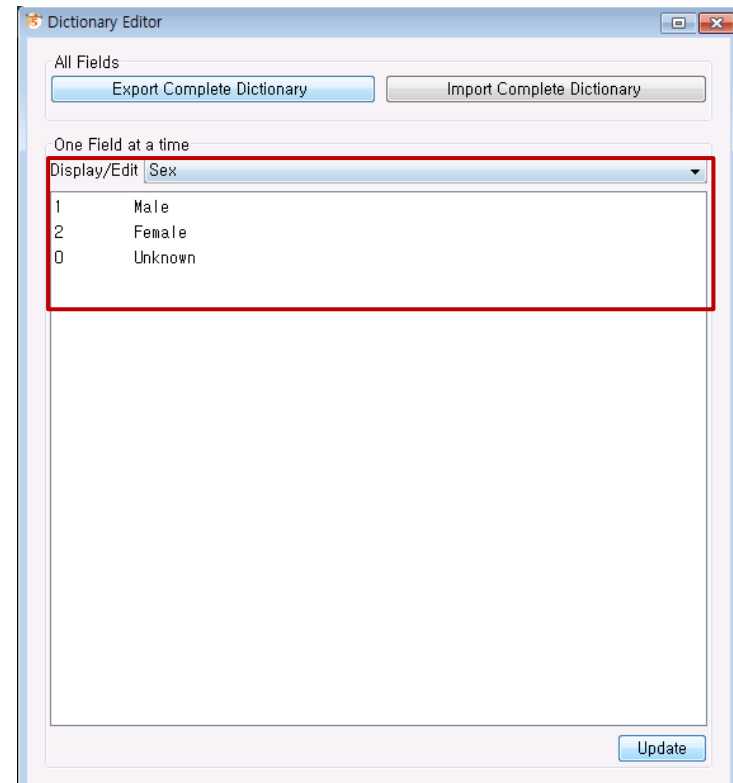 Dictionary Editor
All Fields
Export Complete Dictionary Import Complete Dictionary
One Field at a time
Display/Edit Sex
1 Male
2 Female
0 Unknown
Update